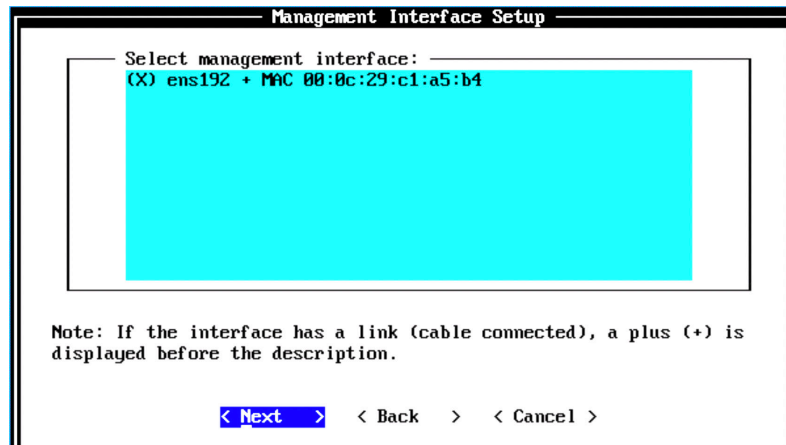 Management Interface Setup
Select management interface:
(X) ens192 + MAC 00:0c:29:c1:a5:b4
Note: If the interface has a link (cable connected), a plus (+) is
displayed before the description.
< Next > < Back > < Cancel >